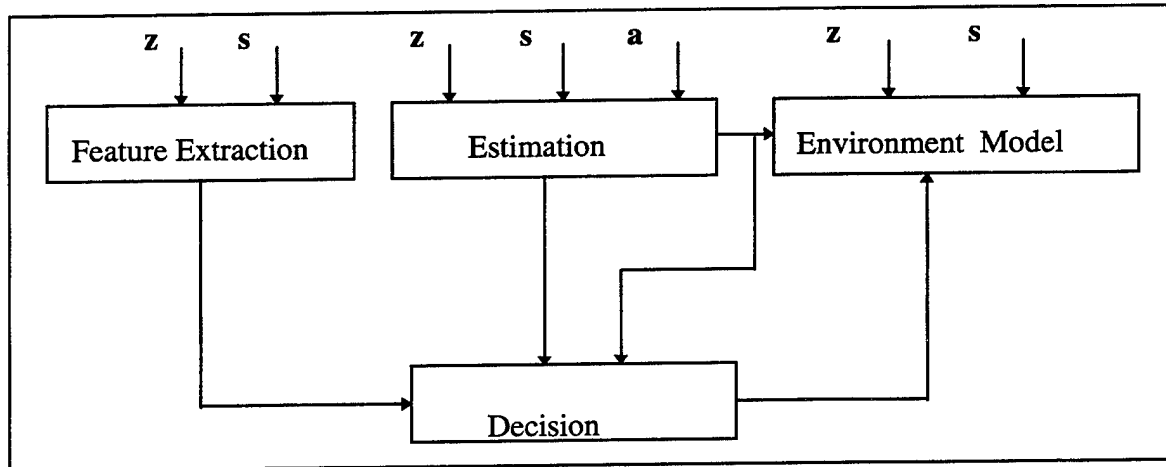 z s z s a z s
Feature Extraction
Estimation
Environment Model
Decision